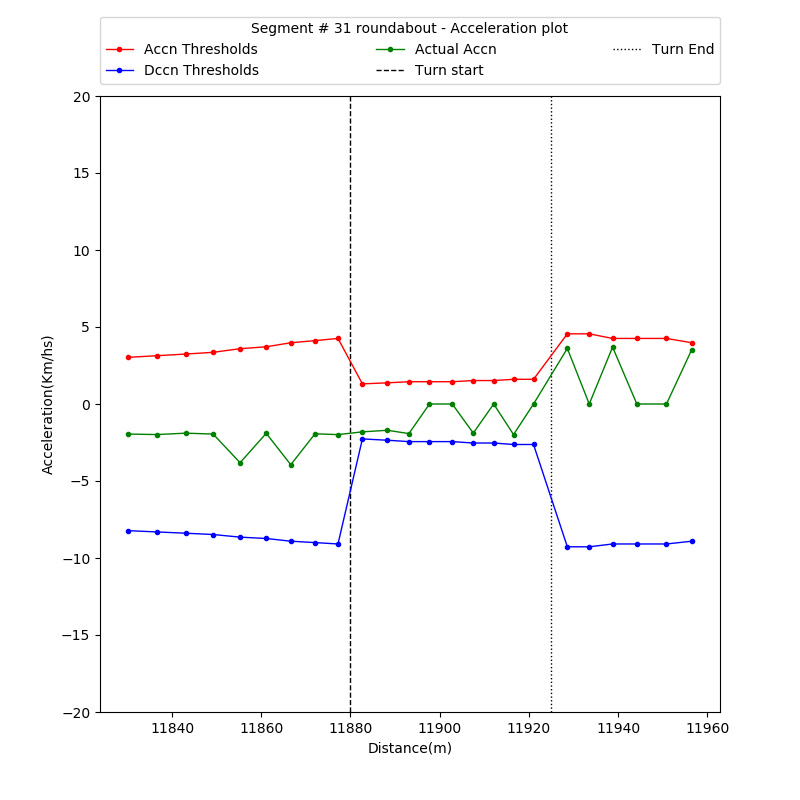 Segment # 31 roundabout - Acceleration plot
Accn Thresholds Actual Accn Turn End
Dccn Thresholds Turn start
20
15
10
5
0
−5
−10
−15
−20
Acceleration(Km/hs)
11840 11860 11880 11900 11920 11940 11960
Distance(m)